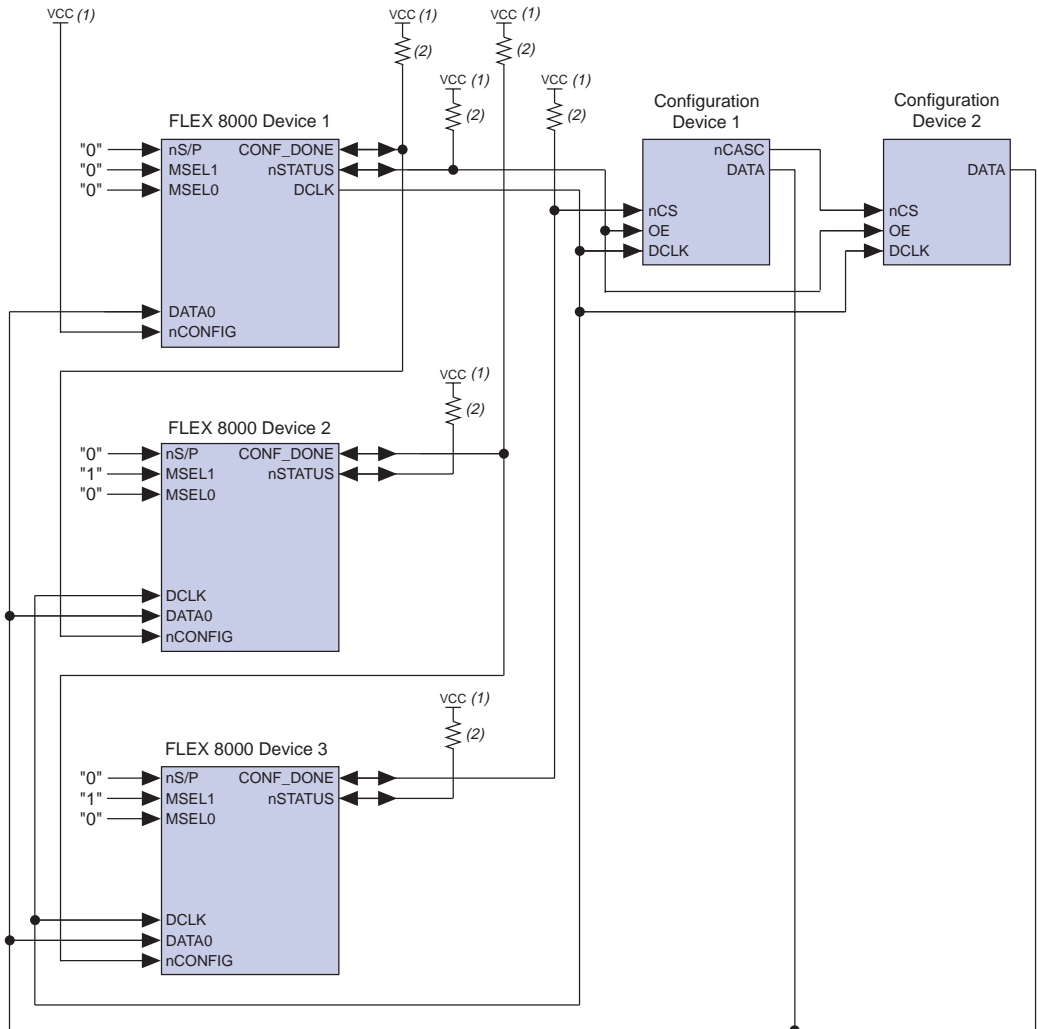 VCC (1)
VCC (1)
VCC (1)
(2)
(2)
VCC (1)
(2)
VCC (1)
(2)
FLEX 8000 Device 1
"0" nS/P CONF_DONE
"0" MSEL1 nSTATUS
"0" MSEL0 DCLK
DATA0
nCONFIG
Configuration
Device 1
nCASC
DATA
nCS
OE
DCLK
Configuration
Device 2
DATA
nCS
OE
DCLK
VCC (1)
(2)
FLEX 8000 Device 2
"0" nS/P CONF_DONE
"1" MSEL1 nSTATUS
"0" MSEL0
DCLK
DATA0
nCONFIG
VCC (1)
(2)
FLEX 8000 Device 3
"0" nS/P CONF_DONE
"1" MSEL1 nSTATUS
"0" MSEL0
DCLK
DATA0
nCONFIG